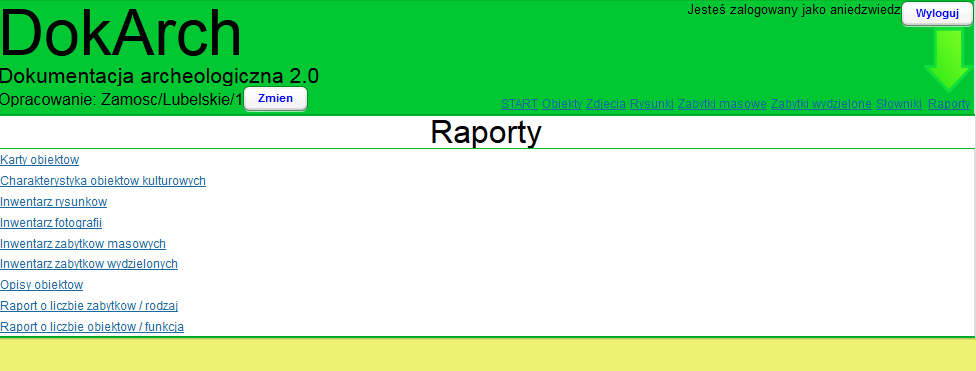 DokArch
Jesteś zalogowany jako aniedzwiedz Wyloguj
Dokumentacja archeologiczna 2.0
Opracowanie: Zamosc/Lubelskie/1 Zmien
START Obiekty Zdjecia Rysunki Zabytki masowe Zabytki wydzielone Słowniki Raporty
Raporty
Karty obiektow
Charakterystyka obiektow kulturowych
Inwentarz rysunkow
Inwentarz fotografii
Inwentarz zabytkow masowych
Inwentarz zabytkow wydzielonych
Opisy obiektow
Raport o liczbie zabytkow / rodzaj
Raport o liczbie obiektow / funkcja